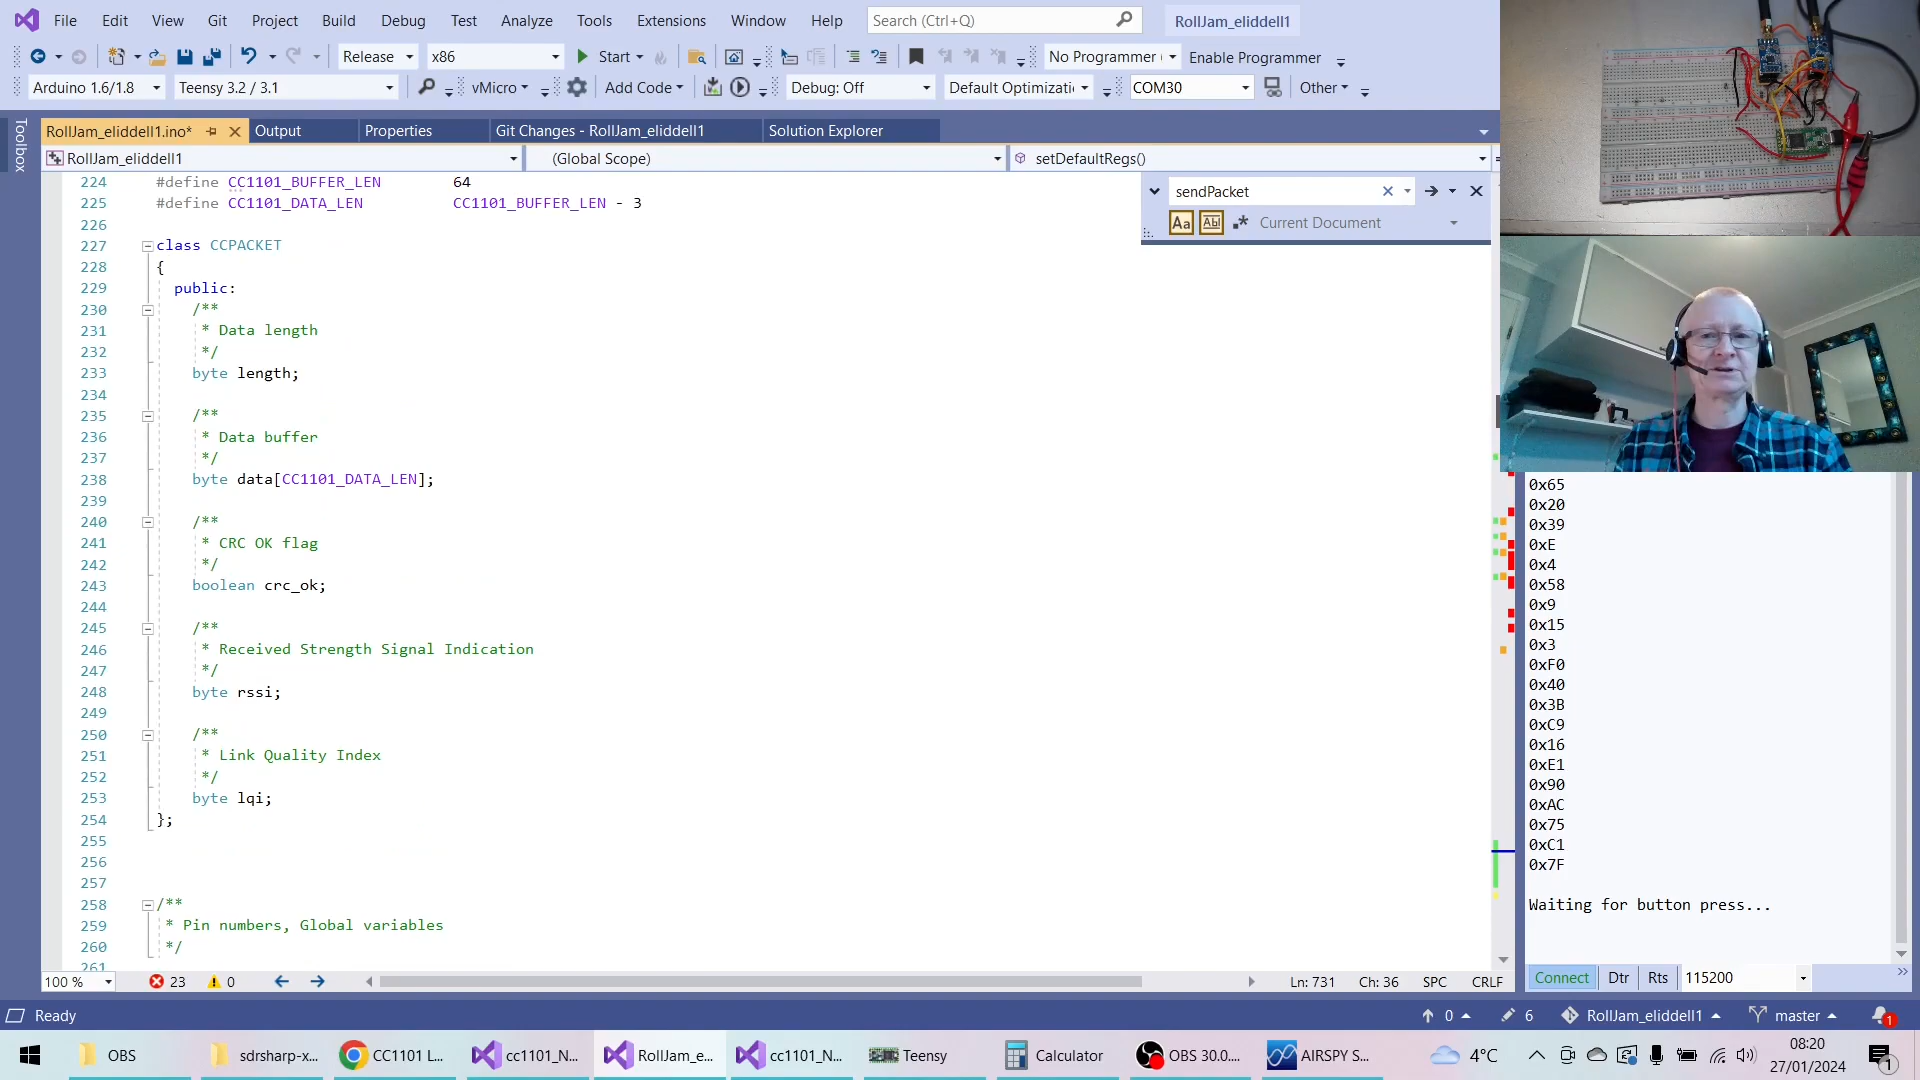 File Edit View Git Project Build Debug Test Analyze Tools Extensions Window Help Search (Ctrl+Q) RollJam_eliddell1
Release x86 Start No Programmer Enable Programmer
Arduino 1.6/1.8 Teensy 3.2 / 3.1 vMicro Add Code Debug: Off Default Optimizati COM30 Other
Toolbox
RollJam_eliddell1.ino* Output Properties Git Changes - RollJam_eliddell1 Solution Explorer
RollJam_eliddell1 (Global Scope) setDefaultRegs()
sendPacket
Aa Abl Current Document
224 #define CC1101_BUFFER_LEN 64
225 #define CC1101_DATA_LEN CC1101_BUFFER_LEN - 3
226
227 class CCPACKET
228 {
229 public:
230 /**
231 * Data length
232 */
233 byte length;
234
235 /**
236 * Data buffer
237 */
238 byte data[CC1101_DATA_LEN];
239
240 /**
241 * CRC OK flag
242 */
243 boolean crc_ok;
244
245 /**
246 * Received Strength Signal Indication
247 */
248 byte rssi;
249
250 /**
251 * Link Quality Index
252 */
253 byte lqi;
254 };
255
256
257
258 /**
259 * Pin numbers, Global variables
260 */
261
0x65
0x20
0x39
0xE
0x4
0x58
0x9
0x15
0x3
0xF0
0x40
0x3B
0xC9
0x16
0xE1
0x90
0xAC
0x75
0xC1
0x7F
Waiting for button press...
Connect Dtr Rts 115200
100 % 23 0 Ln: 731 Ch: 36 SPC CRLF
Ready 0 6 RollJam_eliddell1 master 1
OBS sdrsharp-x... CC1101 L... cc1101_N... RollJam_e... cc1101_N... Teensy Calculator OBS 30.0.... AIRSPY S... 4°C 08:20
27/01/2024 1